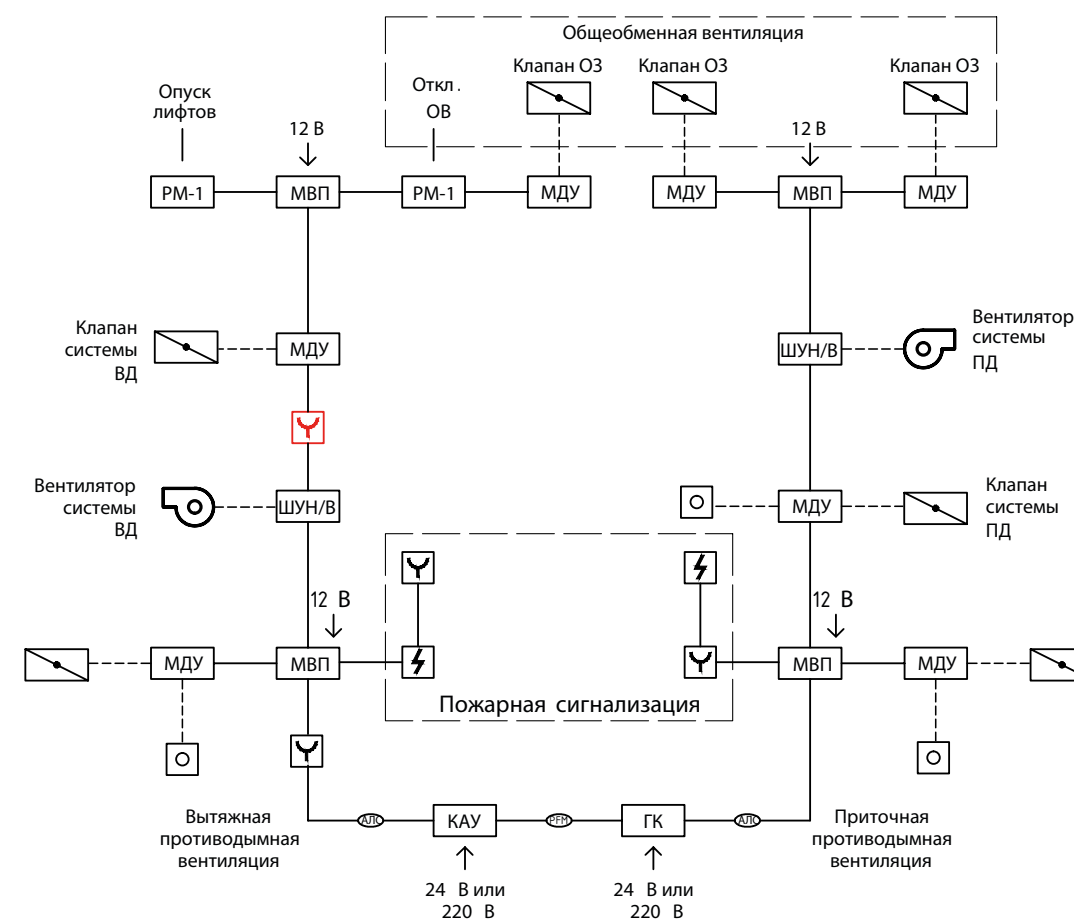 Общеобменная вентиляция
Клапан ОЗ
Клапан ОЗ
Клапан ОЗ
Опуск
лифтов
Откл.
ОВ
12 В
12 В
РМ-1
МВП
РМ-1
МДУ
МДУ
МВП
МДУ
Клапан
системы
ВД
МДУ
ШУН/В
Вентилятор
системы
ПД
Вентилятор
системы
ВД
ШУН/В
МДУ
Клапан
системы
ПД
12 В
12 В
МДУ
МВП
МВП
МДУ
Пожарная сигнализация
Вытяжная
противодымная
вентиляция
АЛС
КАУ
PFM
ГК
АЛС
Приточная
противодымная
вентиляция
24 В или
220 В
24 В или
220 В